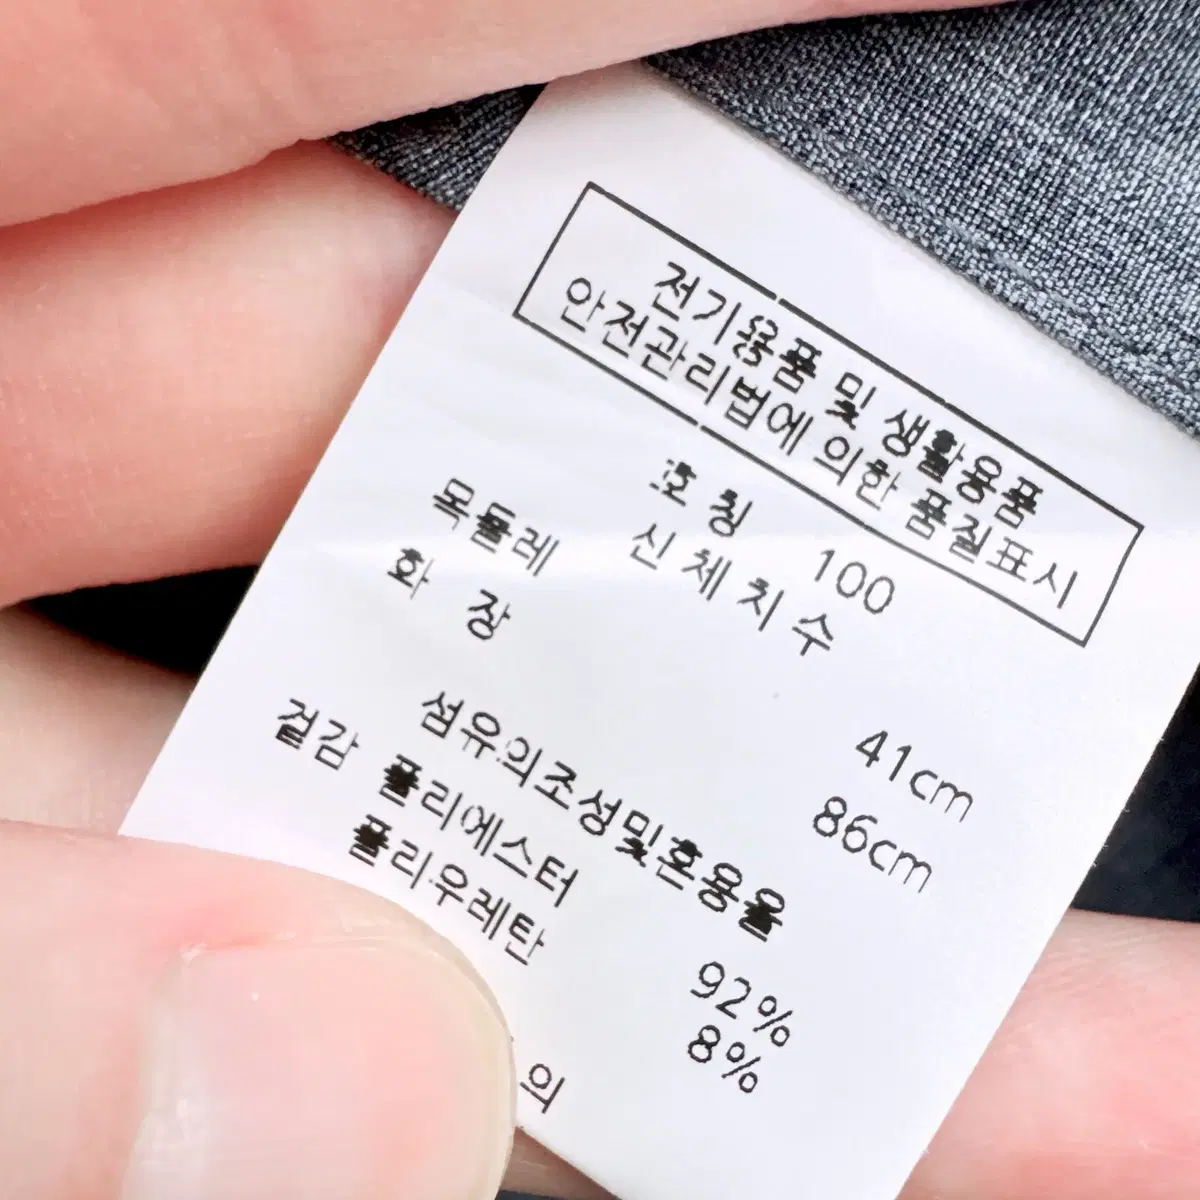 전기용품 및 생활용품
안전관리법에 의한 품질표시
호 칭 100
신 체 치 수
목둘레 41cm
화 장 86cm
섬유의조성및혼용율
겉감 폴리에스터 92%
폴리우레탄 8%
의